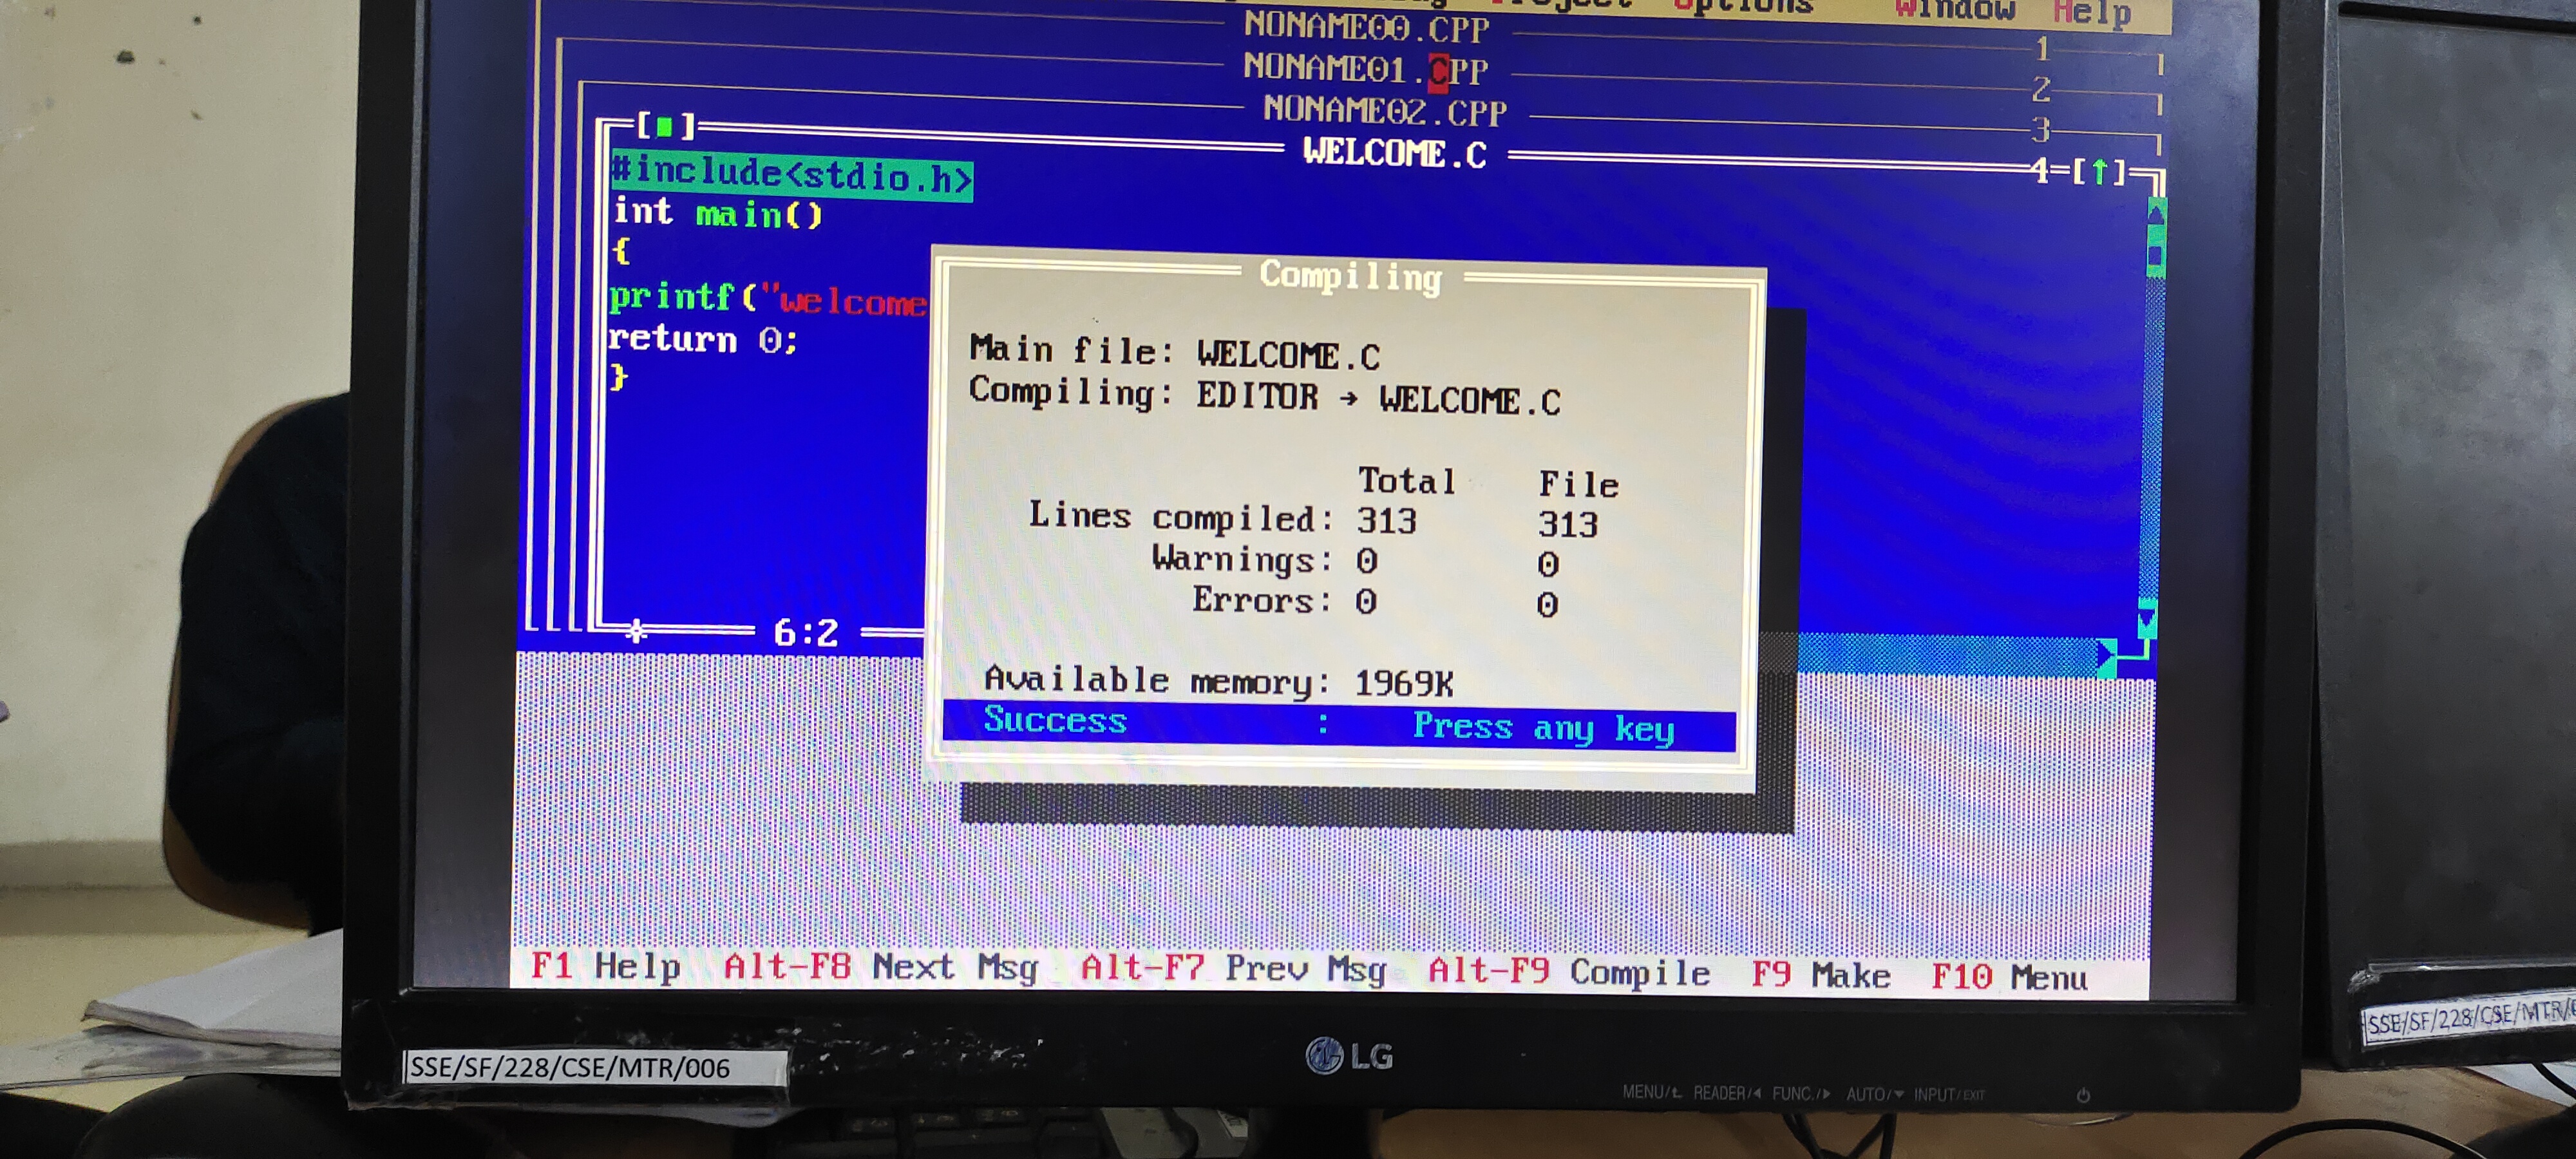 Options Window Help
NONAME00.CPP
1
NONAME01.CPP
2
NONAME02.CPP
3
[■] WELCOME.C 4=[↑]
#include<stdio.h>
int main()
{
printf("welcome
return 0;
}
6:2
Compiling
Main file: WELCOME.C
Compiling: EDITOR → WELCOME.C
Total File
Lines compiled: 313 313
Warnings: 0 0
Errors: 0 0
Available memory: 1969K
Success : Press any key
F1 Help Alt-F8 Next Msg Alt-F7 Prev Msg Alt-F9 Compile F9 Make F10 Menu
LG
SSE/SF/228/CSE/MTR/006
SSE/SF/228/CSE/MTR/
MENU/ READER/ FUNC./ AUTO/ INPUT/EXIT